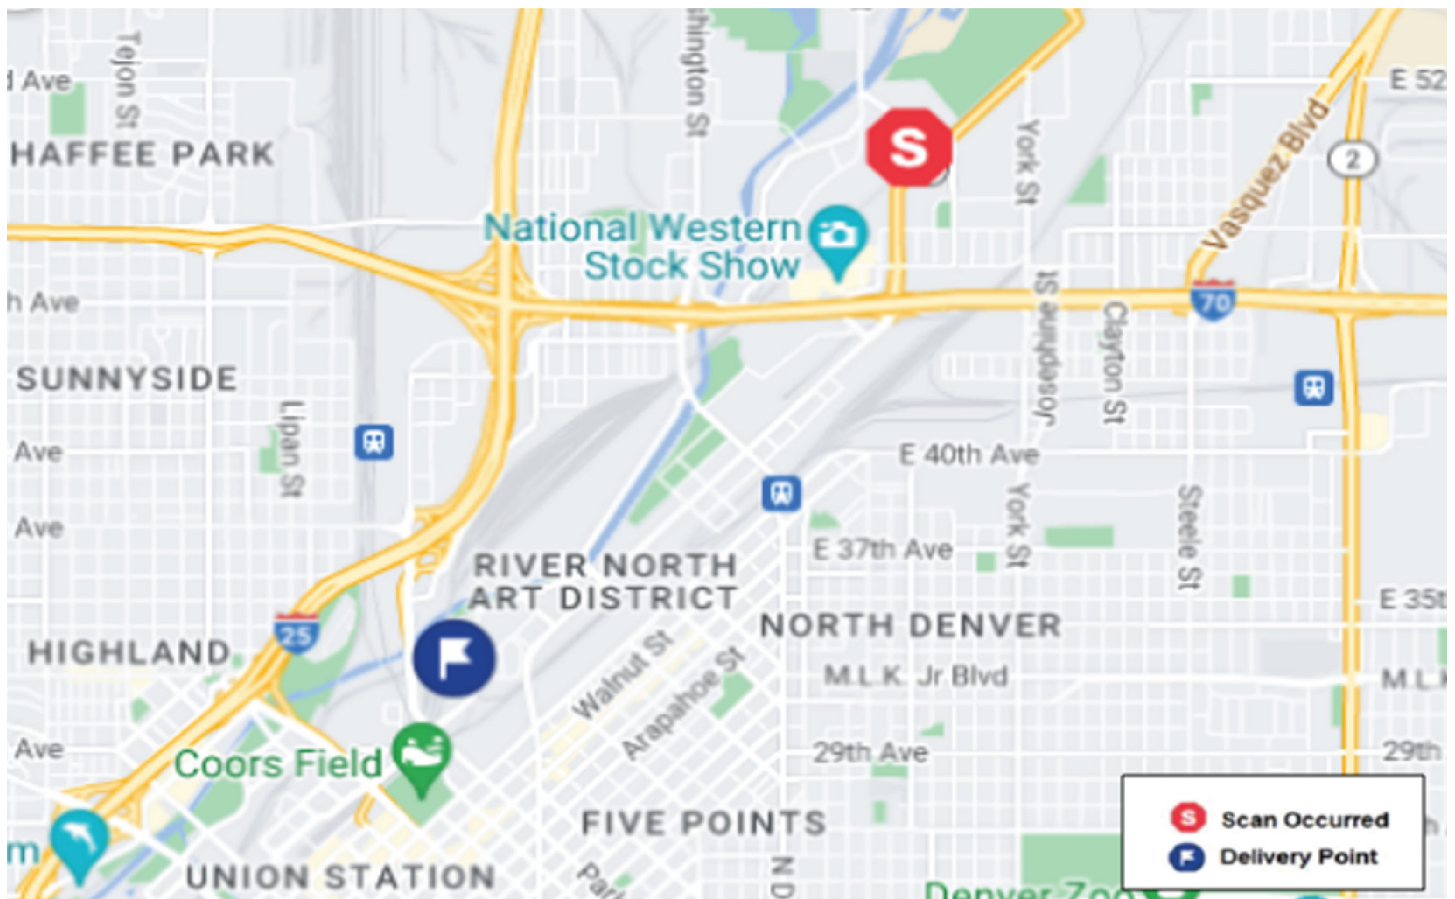 Tejon St
d Ave
HAFFEE PARK
shington St
York St
Vasquez Blvd
E 52
2
S
National Western
Stock Show
h Ave
70
Josephine St
Clayton St
SUNNYSIDE
Lipan St
Ave
E 40th Ave
Ave
York St
Steele St
E 37th Ave
RIVER NORTH
ART DISTRICT
E 35t
25
HIGHLAND
NORTH DENVER
Walnut St
Arapahoe St
M.L.K. Jr Blvd
M.L.K
Ave
Coors Field
29th Ave
29th
FIVE POINTS
S Scan Occurred
Delivery Point
h
m
UNION STATION
Park
N D
Denver Zoo